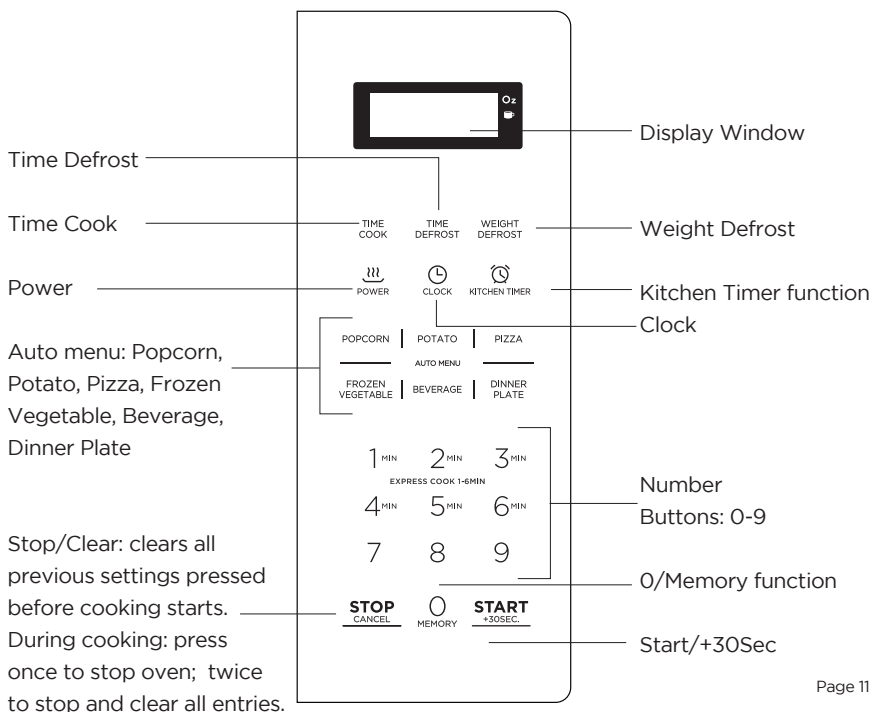 Oz
Display Window
Time Defrost
Time Cook
TIME COOK
TIME DEFROST
WEIGHT DEFROST
Weight Defrost
Power
POWER
CLOCK
KITCHEN TIMER
Kitchen Timer function
Clock
Auto menu: Popcorn,
Potato, Pizza, Frozen
Vegetable, Beverage,
Dinner Plate
POPCORN
POTATO
PIZZA
AUTO MENU
FROZEN VEGETABLE
BEVERAGE
DINNER PLATE
1 MIN
2 MIN
3 MIN
EXPRESS COOK 1-6MIN
4 MIN
5 MIN
6 MIN
7
8
9
Number
Buttons: 0-9
Stop/Clear: clears all
previous settings pressed
before cooking starts.
During cooking: press
once to stop oven; twice
to stop and clear all entries.
STOP
CANCEL
0
MEMORY
START
+30SEC.
0/Memory function
Start/+30Sec
Page 11